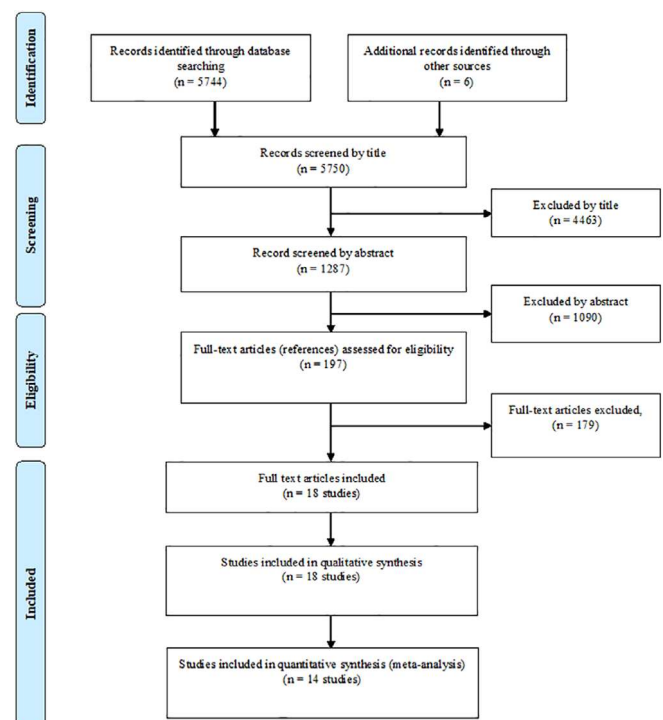 Identification
Records identified through database
searching
(n = 5744)
Additional records identified through
other sources
(n = 6)
Screening
Records screened by title
(n = 5750)
Excluded by title
(n = 4463)
Record screened by abstract
(n = 1287)
Excluded by abstract
(n = 1090)
Eligibility
Full-text articles (references) assessed for eligibility
(n = 197)
Full-text articles excluded,
(n = 179)
Included
Full text articles included
(n = 18 studies)
Studies included in qualitative synthesis
(n = 18 studies)
Studies included in quantitative synthesis (meta-analysis)
n = 14 studies)